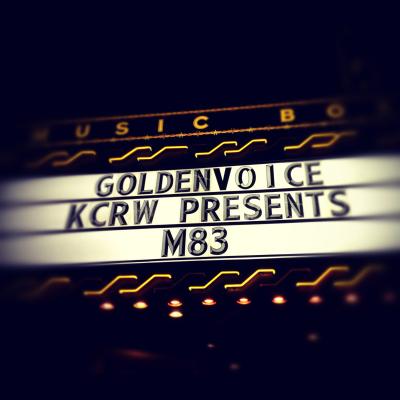 MUSIC BO
GOLDENVOICE
KCRW PRESENTS
M83